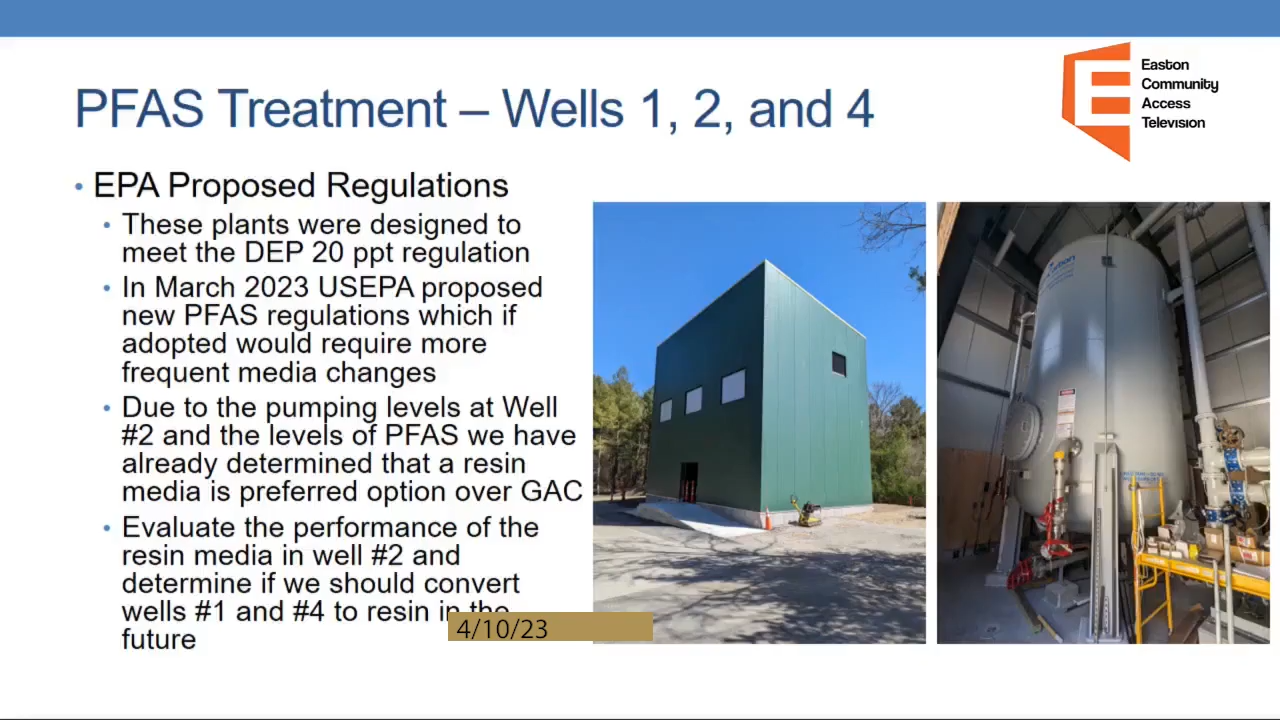 Easton
Community
Access
Television
PFAS Treatment – Wells 1, 2, and 4
• EPA Proposed Regulations
• These plants were designed to
meet the DEP 20 ppt regulation
• In March 2023 USEPA proposed
new PFAS regulations which if
adopted would require more
frequent media changes
• Due to the pumping levels at Well
#2 and the levels of PFAS we have
already determined that a resin
media is preferred option over GAC
• Evaluate the performance of the
resin media in well #2 and
determine if we should convert
wells #1 and #4 to resin in the
future
4/10/23